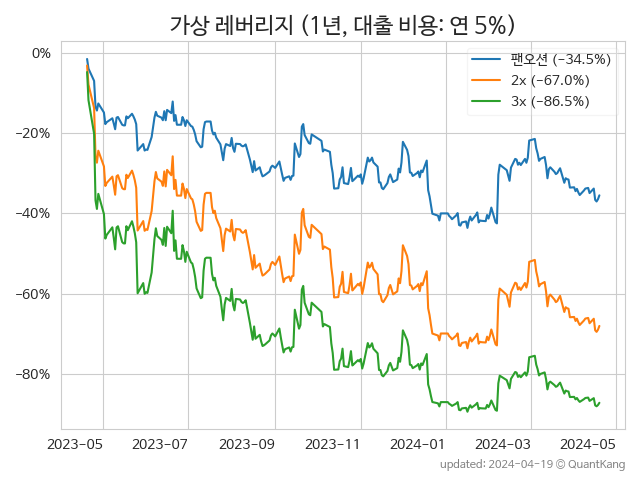 가상 레버리지 (1년, 대출 비용: 연 5%)
팬오션 (−34.5%)
2x (−67.0%)
3x (−86.5%)
0%
−20%
−40%
−60%
−80%
2023-05 2023-07 2023-09 2023-11 2024-01 2024-03 2024-05
updated: 2024-04-19 © QuantKang